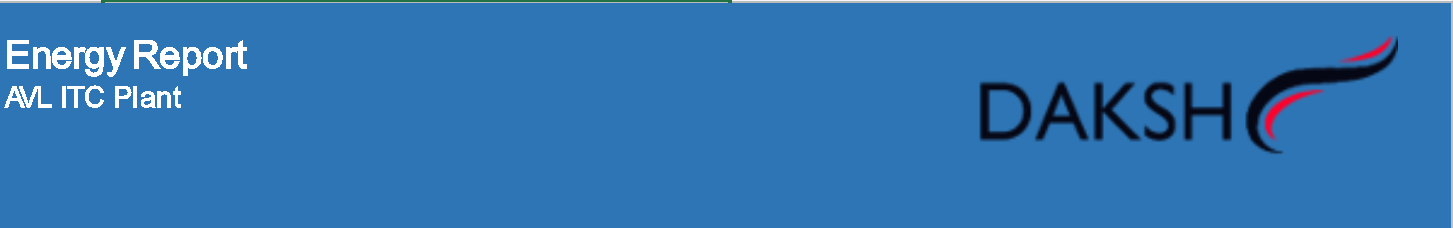 Energy Report
AVL ITC Plant
DAKSH